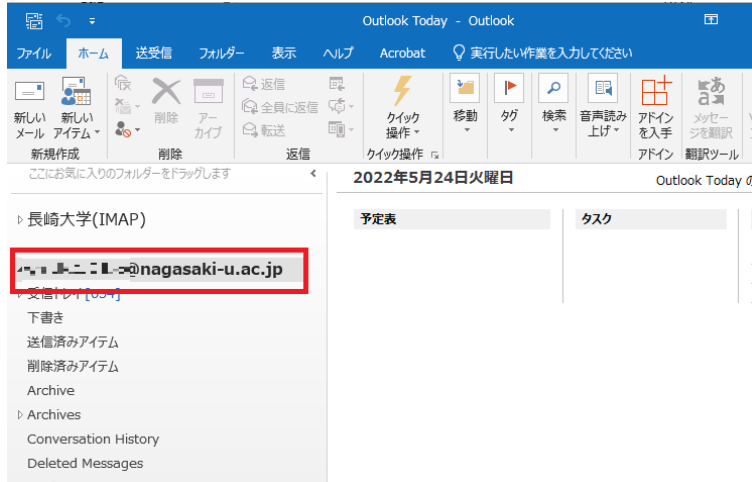 Outlook Today - Outlook
ファイル ホーム 送受信 フォルダー 表示 ヘルプ Acrobat 実行したい作業を入力してください
新しい メール
新しい アイテム
削除
アー カイブ
返信
全員に返信
転送
クイック 操作
移動
タグ
検索
音声読み 上げ
アドイン を入手
メッセー ジを翻訳
新規作成 削除 返信 クイック操作 アドイン 翻訳ツール
ここにお気に入りのフォルダーをドラッグします
2022年5月24日火曜日
Outlook Today の
長崎大学(IMAP)
予定表 タスク
@nagasaki-u.ac.jp
受信トレイ
下書き
送信済みアイテム
削除済みアイテム
Archive
Archives
Conversation History
Deleted Messages